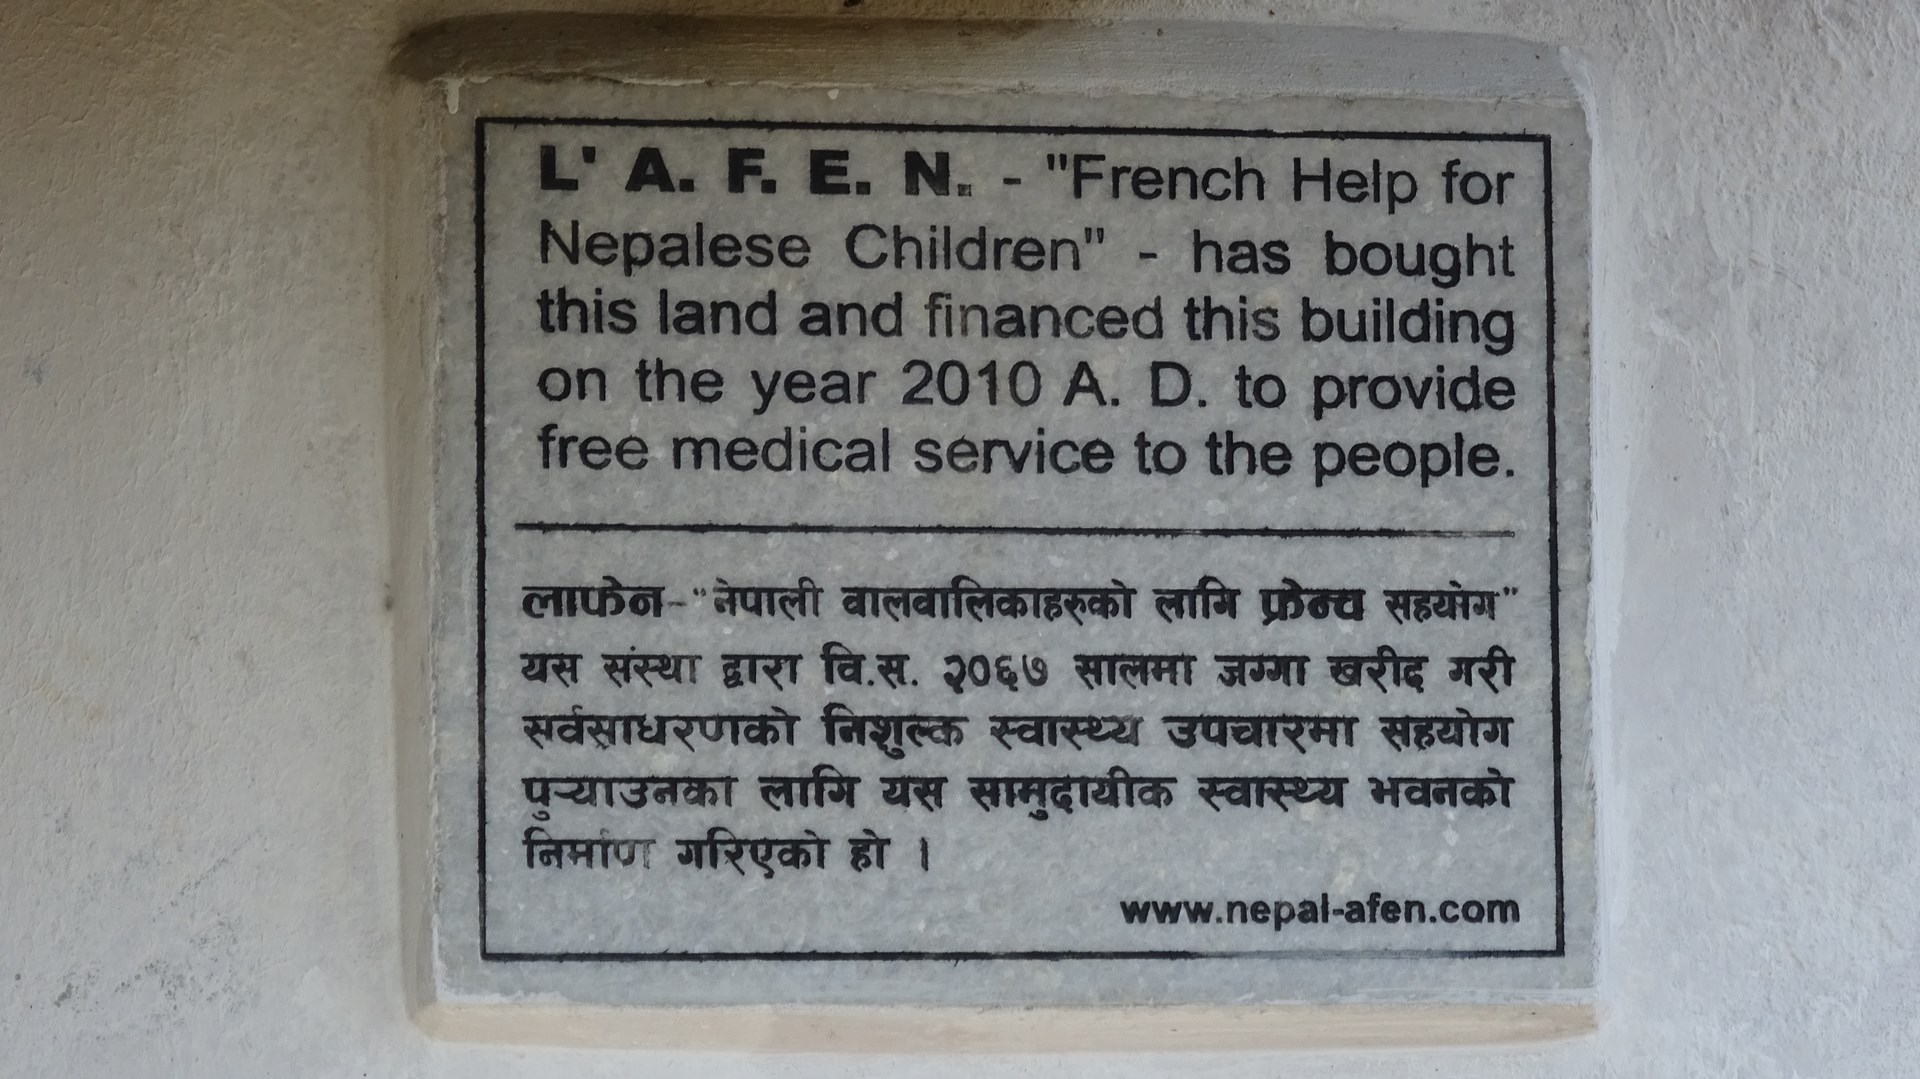 L' A. F. E. N. - "French Help for
Nepalese Children" - has bought
this land and financed this building
on the year 2010 A. D. to provide
free medical service to the people.
लाफेन-"नेपाली वालवालिकाहरुको लागि फ्रेन्च सहयोग"
यस संस्था द्वारा वि.स. २०६७ सालमा जग्गा खरीद गरी
सर्वसाधरणको निशुल्क स्वास्थ्य उपचारमा सहयोग
पुऱ्याउनका लागि यस सामुदायीक स्वास्थ्य भवनको
निर्माण गरिएको हो ।
www.nepal-afen.com